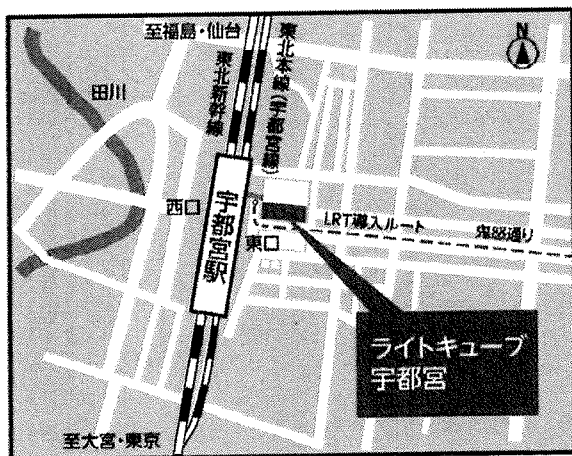 至福島・仙台
N
東北新幹線
東北本線(宇都宮線)
田川
西口
宇都宮駅
東口
LRT導入ルート
鬼怒通り
ライトキューブ
宇都宮
至大宮・東京